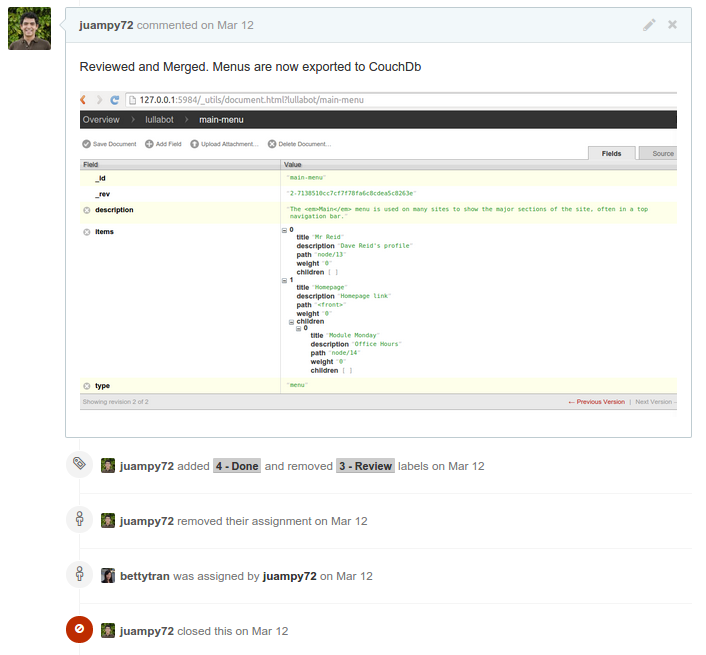 juampy72 commented on Mar 12
Reviewed and Merged. Menus are now exported to CouchDb
127.0.0.1:5984/_utils/document.html?lullabot/main-menu
Overview > lullabot > main-menu
Save Document Add Field Upload Attachment... Delete Document...
Fields Source
Field Value
_id "main-menu"
_rev "2-7138510cc7cf7f78fa6c8cdea5c8263e"
description "The <em>Main</em> menu is used on many sites to show the major sections of the site, often in a top
navigation bar."
items 0
title "Mr Reid"
description "Dave Reid's profile"
path "node/13"
weight "0"
children [ ]
1
title "Homepage"
description "Homepage link"
path "<front>"
weight "0"
children
0
title "Module Monday"
description "Office Hours"
path "node/14"
weight "0"
children [ ]
type "menu"
Showing revision 2 of 2 ← Previous Version | Next Version
juampy72 added 4 - Done and removed 3 - Review labels on Mar 12
juampy72 removed their assignment on Mar 12
bettytran was assigned by juampy72 on Mar 12
juampy72 closed this on Mar 12